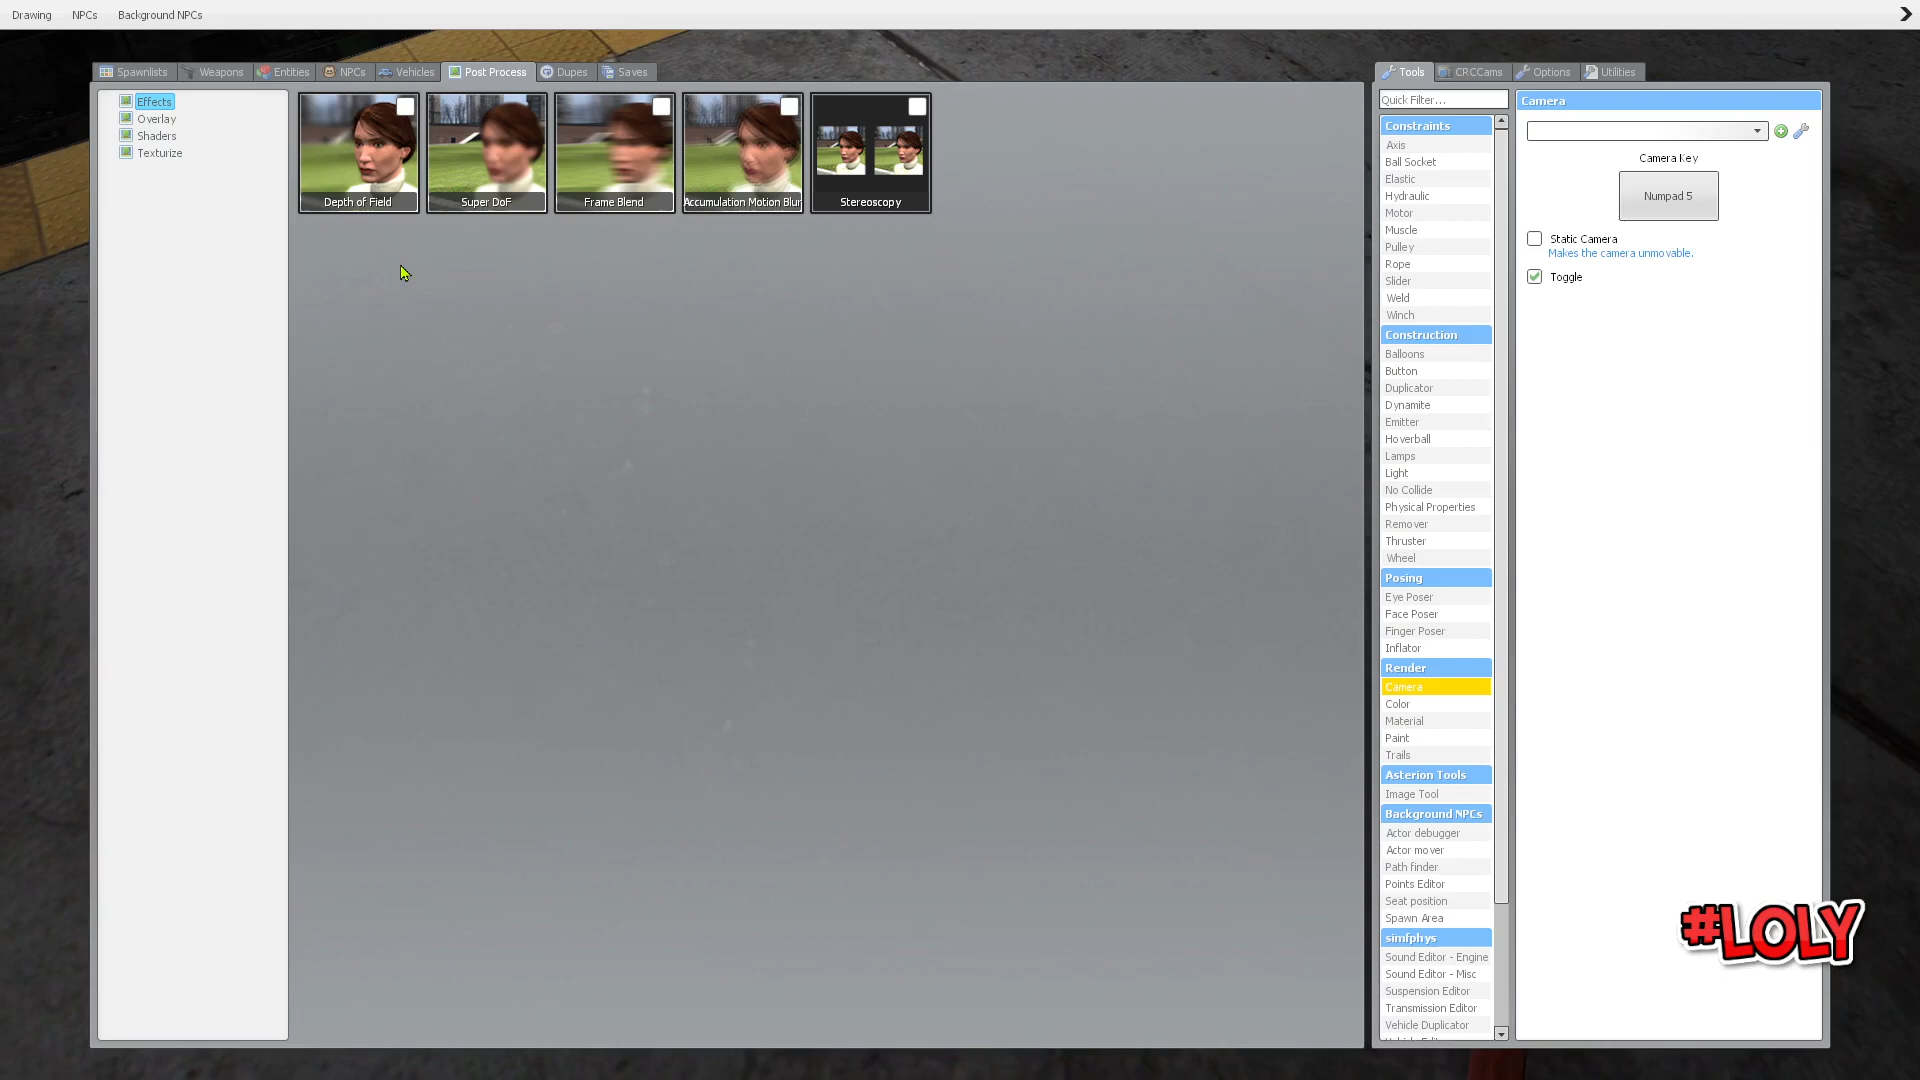 Drawing NPCs Background NPCs
Spawnlists Weapons Entities NPCs Vehicles Post Process Dupes Saves
Effects
Overlay
Shaders
Texturize
Depth of Field Super DoF Frame Blend Accumulation Motion Blur Stereoscopy
Tools CRCCams Options Utilities
Quick Filter...
Constraints
Axis
Ball Socket
Elastic
Hydraulic
Motor
Muscle
Pulley
Rope
Slider
Weld
Winch
Construction
Balloons
Button
Duplicator
Dynamite
Emitter
Hoverball
Lamps
Light
No Collide
Physical Properties
Remover
Thruster
Wheel
Posing
Eye Poser
Face Poser
Finger Poser
Inflator
Render
Camera
Color
Material
Paint
Trails
Asterion Tools
Image Tool
Background NPCs
Actor debugger
Actor mover
Path finder
Points Editor
Seat position
Spawn Area
simfphys
Sound Editor - Engine
Sound Editor - Misc
Suspension Editor
Transmission Editor
Vehicle Duplicator
Camera
Camera Key
Numpad 5
Static Camera
Makes the camera unmovable.
Toggle
#LOLY